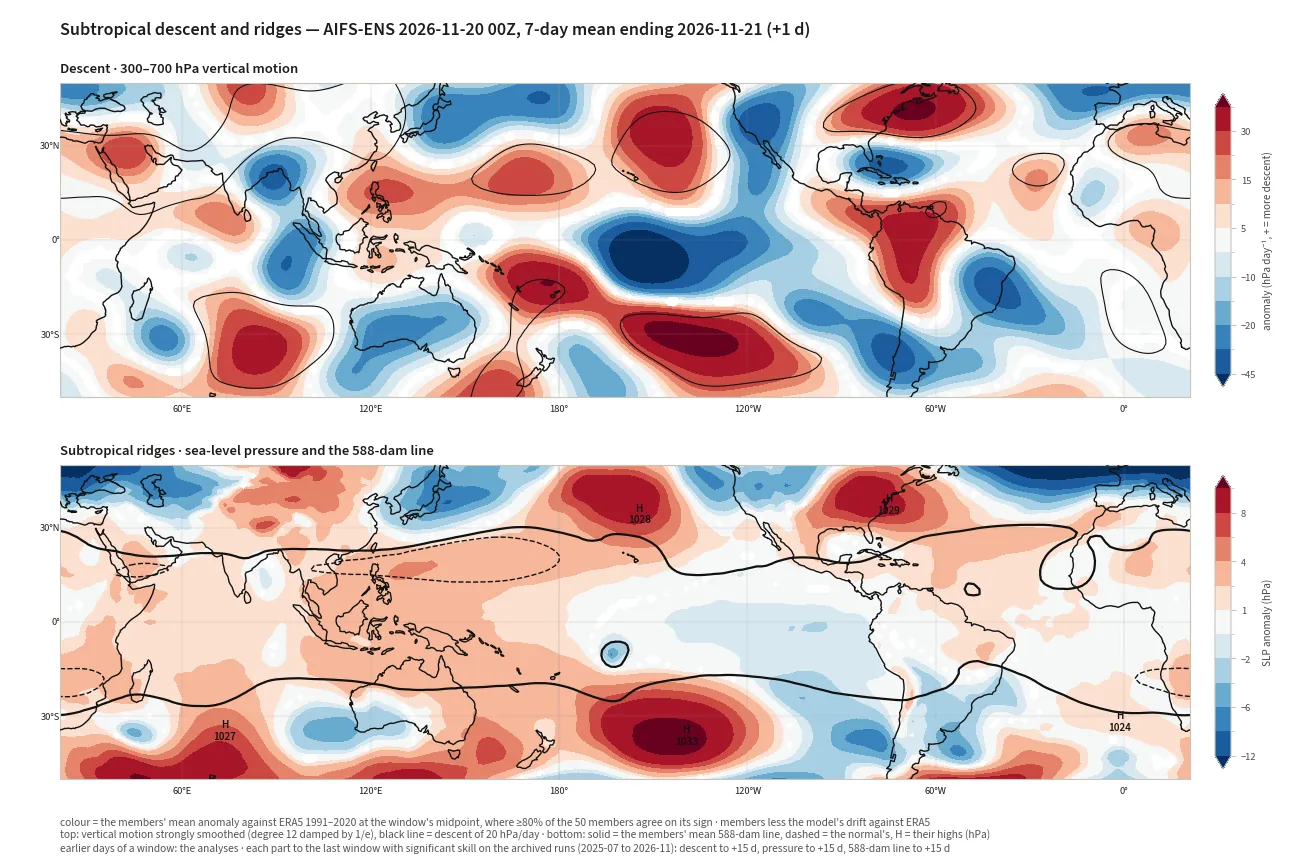 Subtropical descent and ridges — AIFS-ENS 2026-11-20 00Z, 7-day mean ending 2026-11-21 (+1 d)
Descent · 300–700 hPa vertical motion
30°N
0°
30°S
60°E
120°E
180°
120°W
60°W
0°
30
15
5
−10
−20
−45
anomaly (hPa day⁻¹, + = more descent)
Subtropical ridges · sea-level pressure and the 588-dam line
30°N
0°
30°S
H
1028
H
1029
H
1027
H
1033
H
1024
60°E
120°E
180°
120°W
60°W
0°
8
4
1
−2
−6
−12
SLP anomaly (hPa)
colour = the members' mean anomaly against ERA5 1991–2020 at the window's midpoint, where ≥80% of the 50 members agree on its sign · members less the model's drift against ERA5
top: vertical motion strongly smoothed (degree 12 damped by 1/e), black line = descent of 20 hPa/day · bottom: solid = the members' mean 588-dam line, dashed = the normal's, H = their highs (hPa)
earlier days of a window: the analyses · each part to the last window with significant skill on the archived runs (2025-07 to 2026-11): descent to +15 d, pressure to +15 d, 588-dam line to +15 d